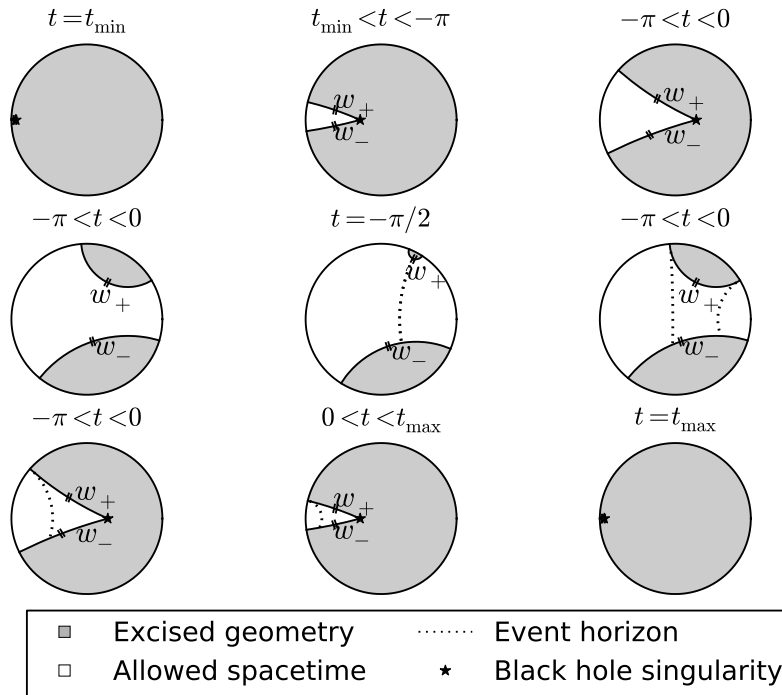 t = t_min t_min < t < −π −π < t < 0
w_+ w_+
w_− w_−
−π < t < 0 t = −π/2 −π < t < 0
w_+ w_+ w_+
w_− w_− w_−
−π < t < 0 0 < t < t_max t = t_max
w_+ w_+
w_− w_−
Excised geometry Event horizon
Allowed spacetime Black hole singularity